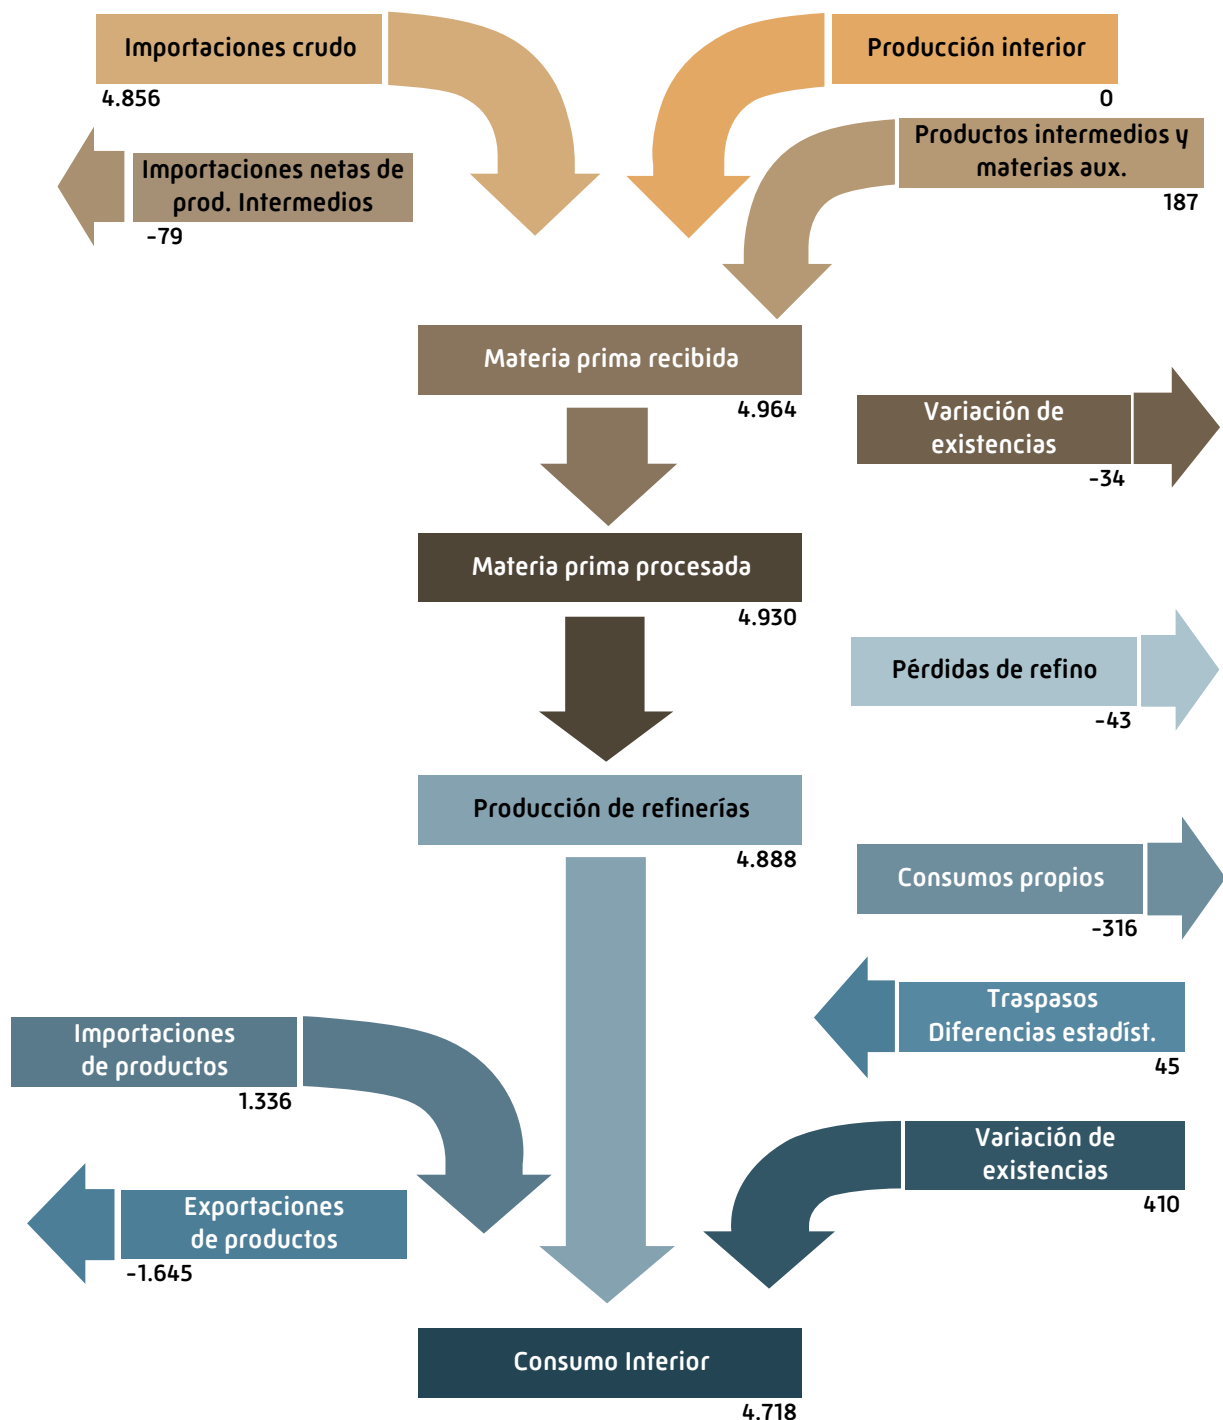 Importaciones crudo
4.856
Producción interior
0
Importaciones netas de
prod. Intermedios
-79
Productos intermedios y
materias aux.
187
Materia prima recibida
4.964
Variación de
existencias
-34
Materia prima procesada
4.930
Pérdidas de refino
-43
Producción de refinerías
4.888
Consumos propios
-316
Traspasos
Diferencias estadíst.
45
Importaciones
de productos
1.336
Variación de
existencias
410
Exportaciones
de productos
-1.645
Consumo Interior
4.718